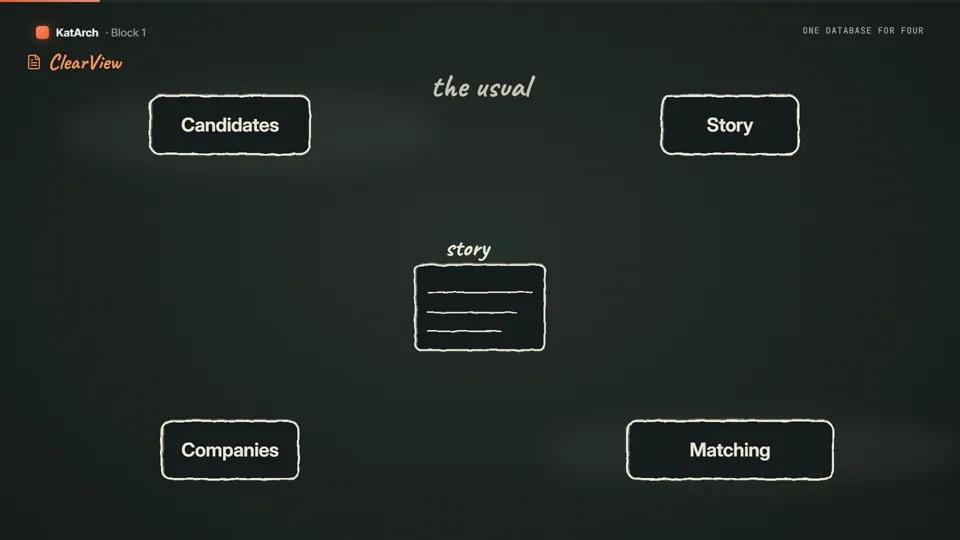 KatArch · Block 1
ONE DATABASE FOR FOUR
ClearView
the usual
Candidates
Story
story
Companies
Matching